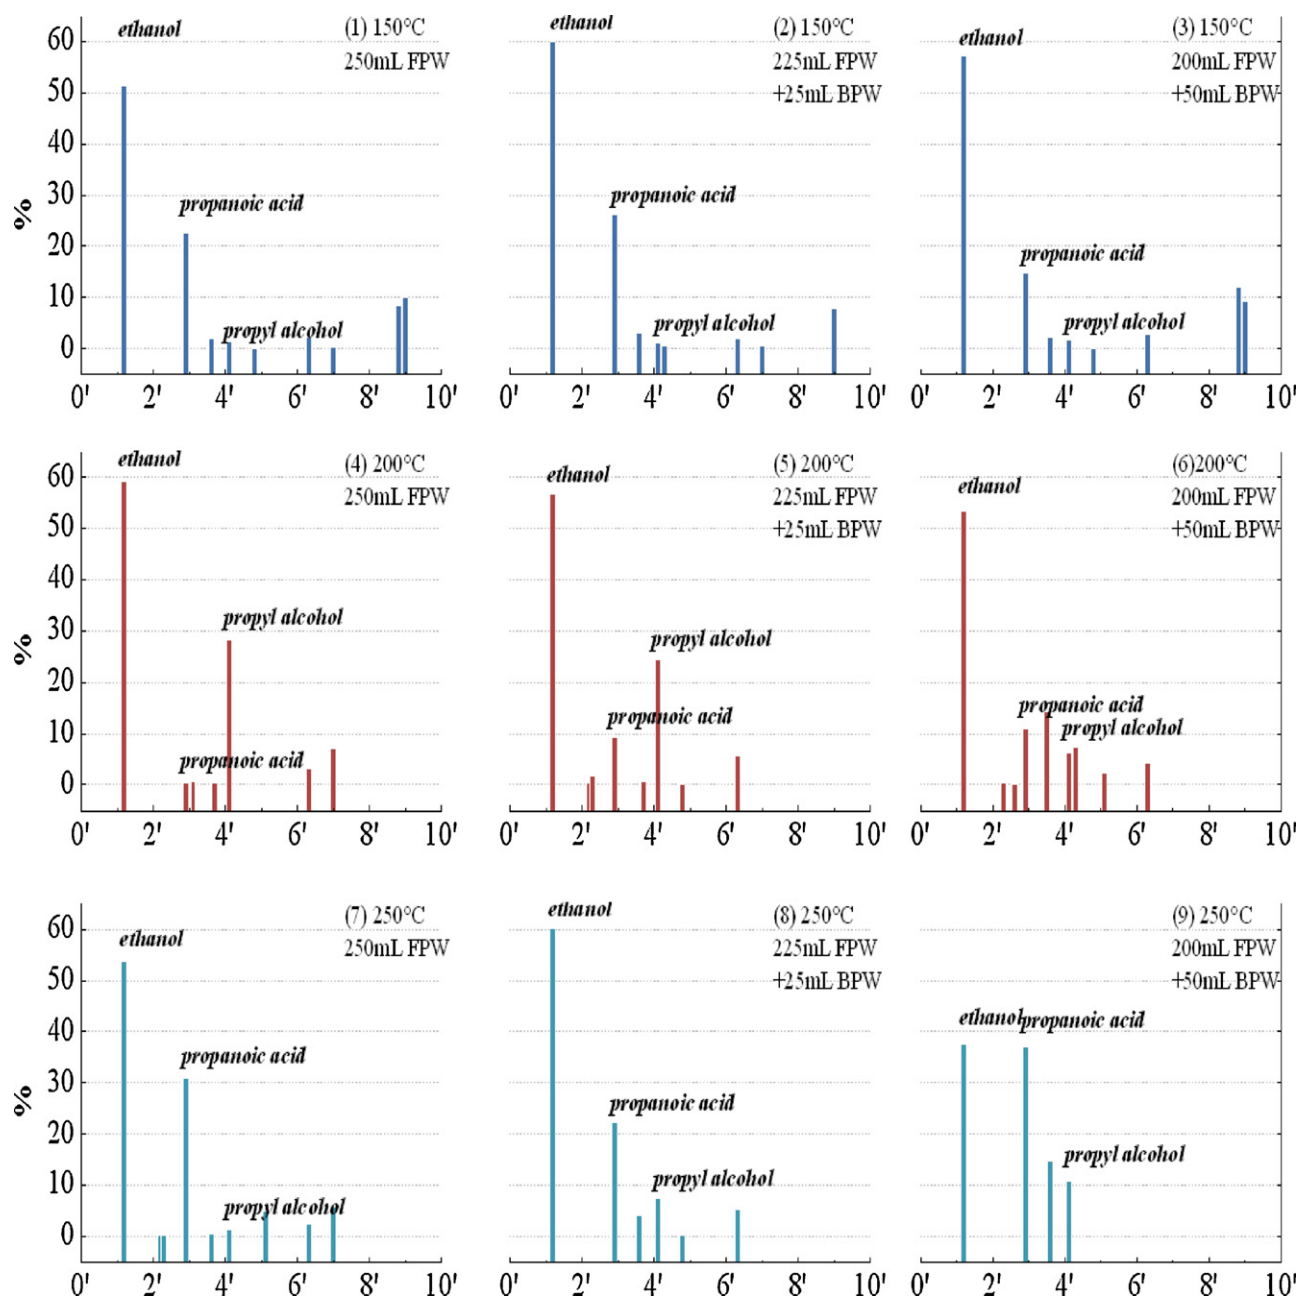 ethanol
(1) 150°C
250mL FPW
propanoic acid
propyl alcohol
%
60
50
40
30
20
10
0
0' 2' 4' 6' 8' 10'
ethanol
(2) 150°C
225mL FPW
+25mL BPW
propanoic acid
propyl alcohol
0' 2' 4' 6' 8' 10'
ethanol
(3) 150°C
200mL FPW
+50mL BPW
propanoic acid
propyl alcohol
0' 2' 4' 6' 8' 10'
ethanol
(4) 200°C
250mL FPW
propyl alcohol
propanoic acid
%
60
50
40
30
20
10
0
0' 2' 4' 6' 8' 10'
ethanol
(5) 200°C
225mL FPW
+25mL BPW
propyl alcohol
propanoic acid
0' 2' 4' 6' 8' 10'
ethanol
(6)200°C
200mL FPW
+50mL BPW
propanoic acid
propyl alcohol
0' 2' 4' 6' 8' 10'
ethanol
(7) 250°C
250mL FPW
propanoic acid
propyl alcohol
%
60
50
40
30
20
10
0
0' 2' 4' 6' 8' 10'
ethanol
(8) 250°C
225mL FPW
+25mL BPW
propanoic acid
propyl alcohol
0' 2' 4' 6' 8' 10'
(9) 250°C
200mL FPW
+50mL BPW
ethanol
propanoic acid
propyl alcohol
0' 2' 4' 6' 8' 10'